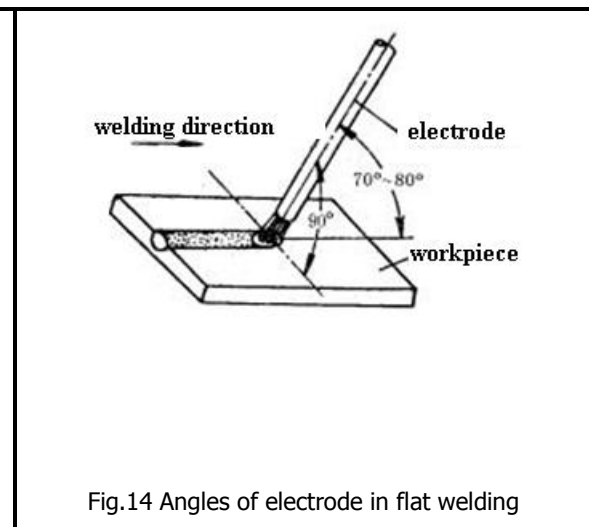 welding direction
electrode
70°~80°
90°
workpiece
Fig.14 Angles of electrode in flat welding